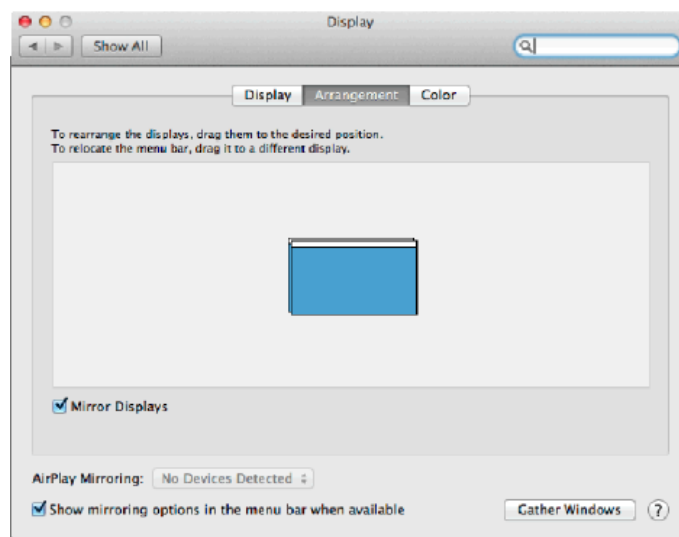 Display
Show All
Display Arrangement Color
To rearrange the displays, drag them to the desired position.
To relocate the menu bar, drag it to a different display.
Mirror Displays
AirPlay Mirroring: No Devices Detected
Show mirroring options in the menu bar when available
Gather Windows ?